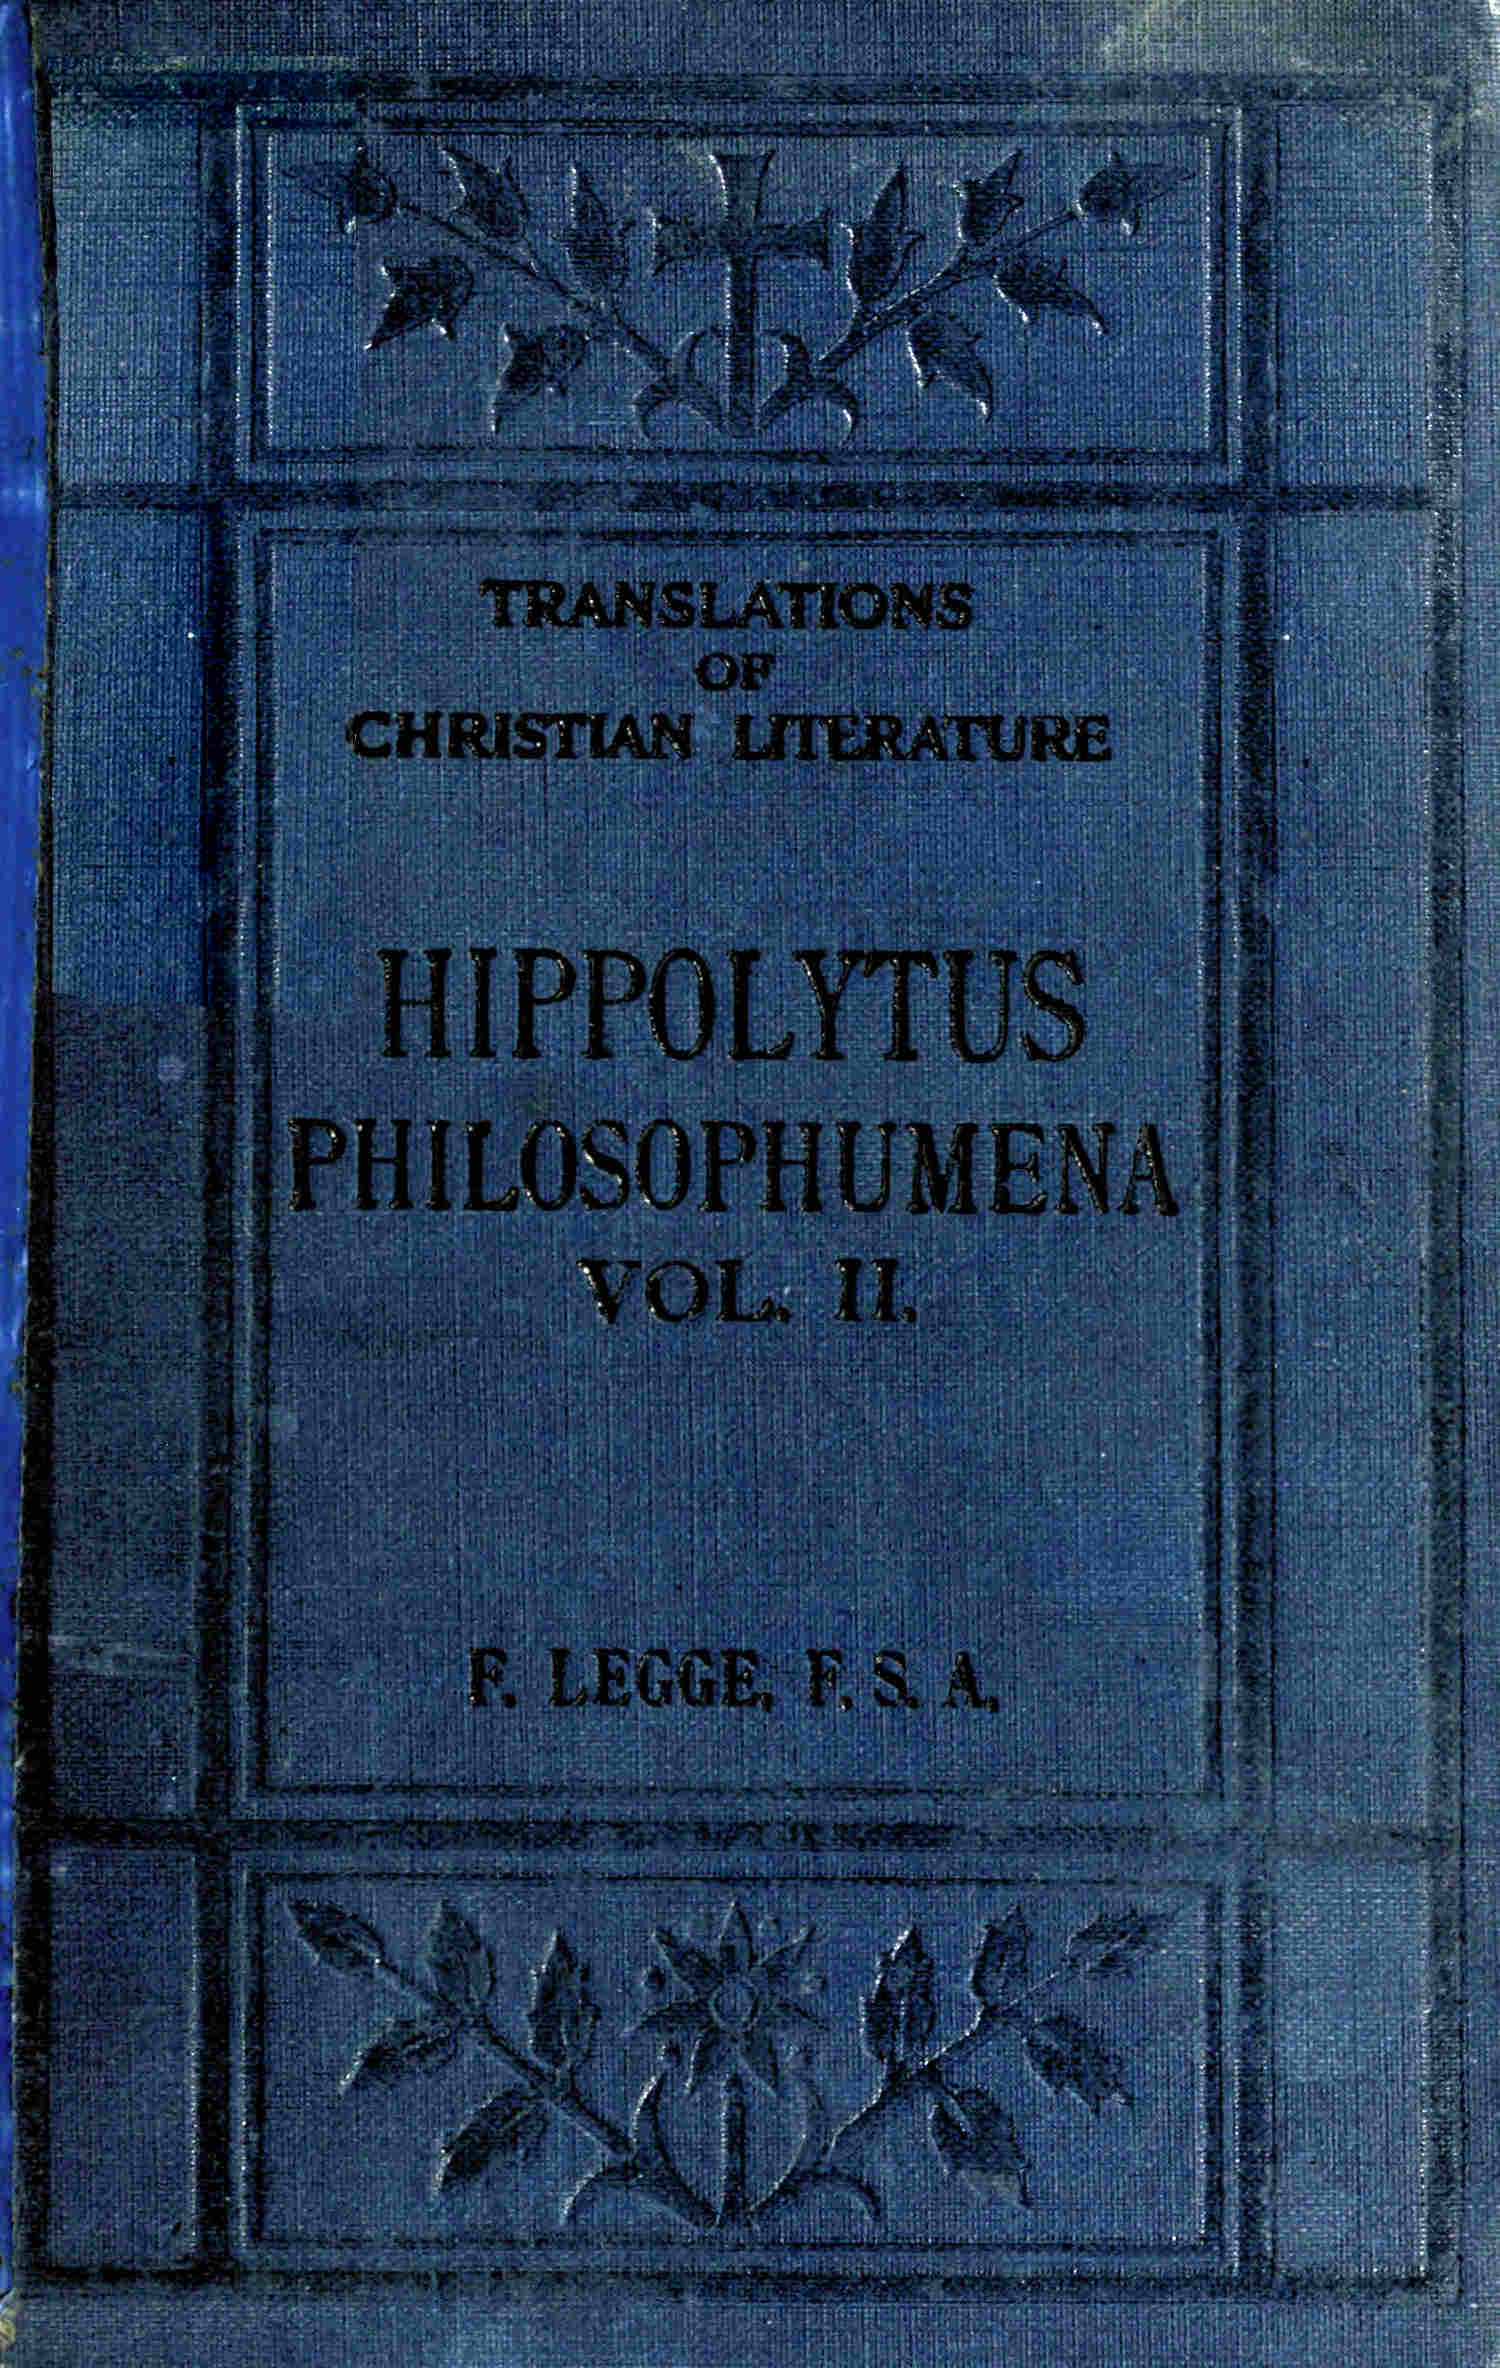 TRANSLATIONS
OF
CHRISTIAN LITERATURE
HIPPOLYTUS
PHILOSOPHUMENA
VOL. II.
F. LEGGE, F. S. A.